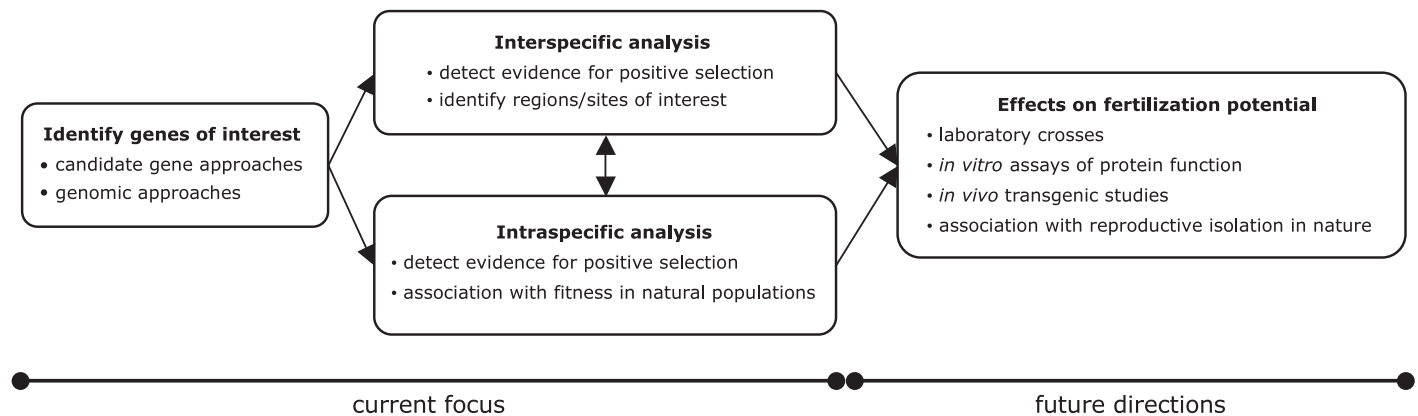 Identify genes of interest
• candidate gene approaches
• genomic approaches
Interspecific analysis
• detect evidence for positive selection
• identify regions/sites of interest
Intraspecific analysis
• detect evidence for positive selection
• association with fitness in natural populations
Effects on fertilization potential
• laboratory crosses
• in vitro assays of protein function
• in vivo transgenic studies
• association with reproductive isolation in nature
current focus
future directions